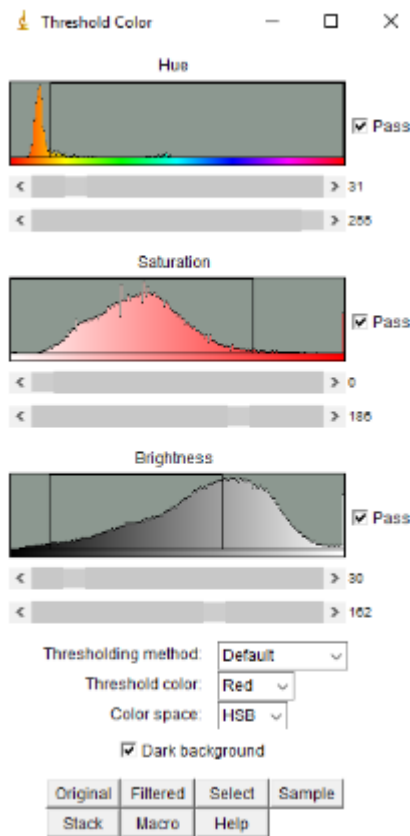 Threshold Color
Hue
Pass
31
255
Saturation
Pass
0
186
Brightness
Pass
30
162
Thresholding method: Default
Threshold color: Red
Color space: HSB
Dark background
Original Filtered Select Sample
Stack Macro Help